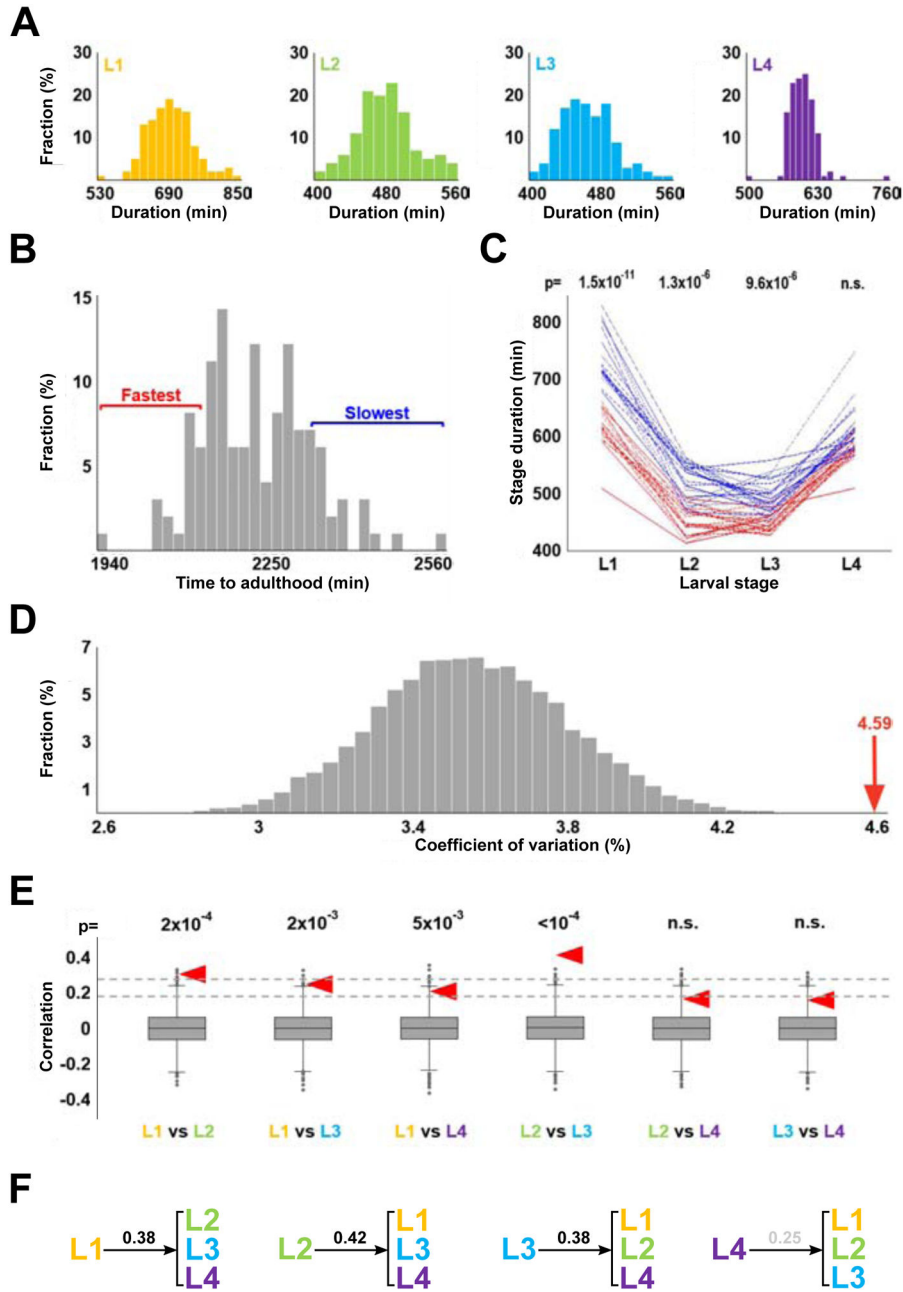 A
L1
L2
L3
L4
Fraction (%)
30
20
10
30
20
10
30
20
10
30
20
10
530 690 850
400 480 560
400 480 560
500 630 760
Duration (min)
Duration (min)
Duration (min)
Duration (min)
B
15
10
5
Fraction (%)
Fastest
Slowest
1940 2250 2560
Time to adulthood (min)
C
p= 1.5x10⁻¹¹ 1.3x10⁻⁶ 9.6x10⁻⁶ n.s.
800
700
600
500
400
Stage duration (min)
L1 L2 L3 L4
Larval stage
D
7
5
3
1
Fraction (%)
4.59
2.6 3 3.4 3.8 4.2 4.6
Coefficient of variation (%)
E
p= 2x10⁻⁴ 2x10⁻³ 5x10⁻³ <10⁻⁴ n.s. n.s.
0.4
0.2
0
-0.2
-0.4
Correlation
L1 vs L2 L1 vs L3 L1 vs L4 L2 vs L3 L2 vs L4 L3 vs L4
F
L1 0.38 L2 L3 L4
L2 0.42 L1 L3 L4
L3 0.38 L1 L2 L4
L4 0.25 L1 L2 L3